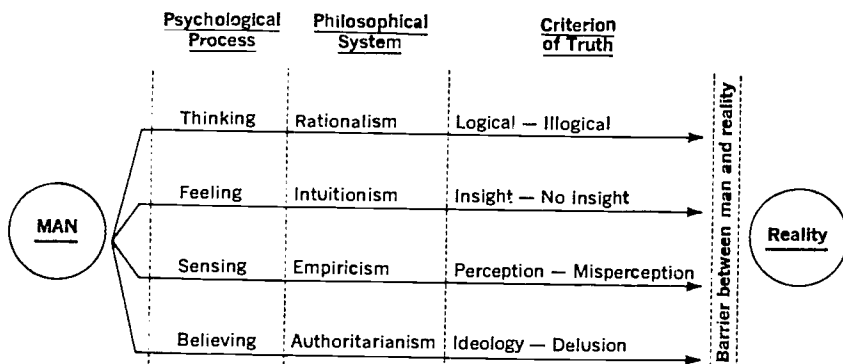 Psychological Process
Philosophical System
Criterion of Truth
Thinking
Rationalism
Logical — Illogical
Feeling
Intuitionism
Insight — No insight
MAN
Sensing
Empiricism
Perception — Misperception
Believing
Authoritarianism
Ideology — Delusion
Barrier between man and reality
Reality